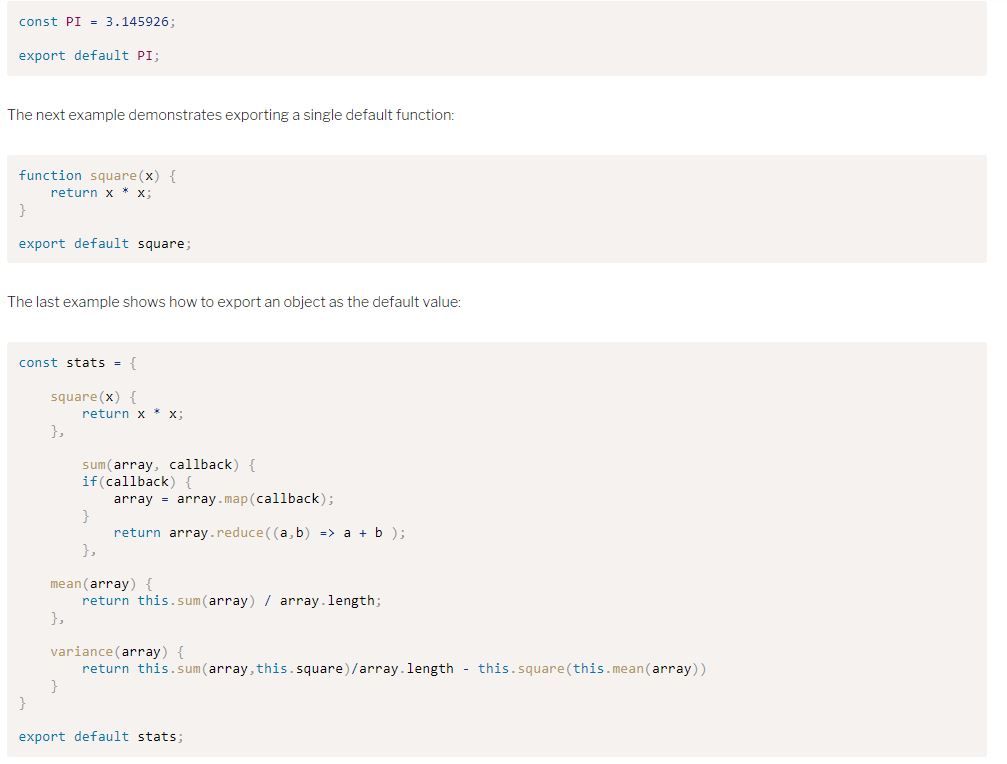 const PI = 3.145926;
export default PI;
The next example demonstrates exporting a single default function:
function square(x) {
    return x * x;
}
export default square;
The last example shows how to export an object as the default value:
const stats = {
    square(x) {
        return x * x;
    },
        sum(array, callback) {
        if(callback) {
            array = array.map(callback);
        }
            return array.reduce((a,b) => a + b );
        },
    mean(array) {
        return this.sum(array) / array.length;
    },
    variance(array) {
        return this.sum(array,this.square)/array.length - this.square(this.mean(array))
    }
}
export default stats;